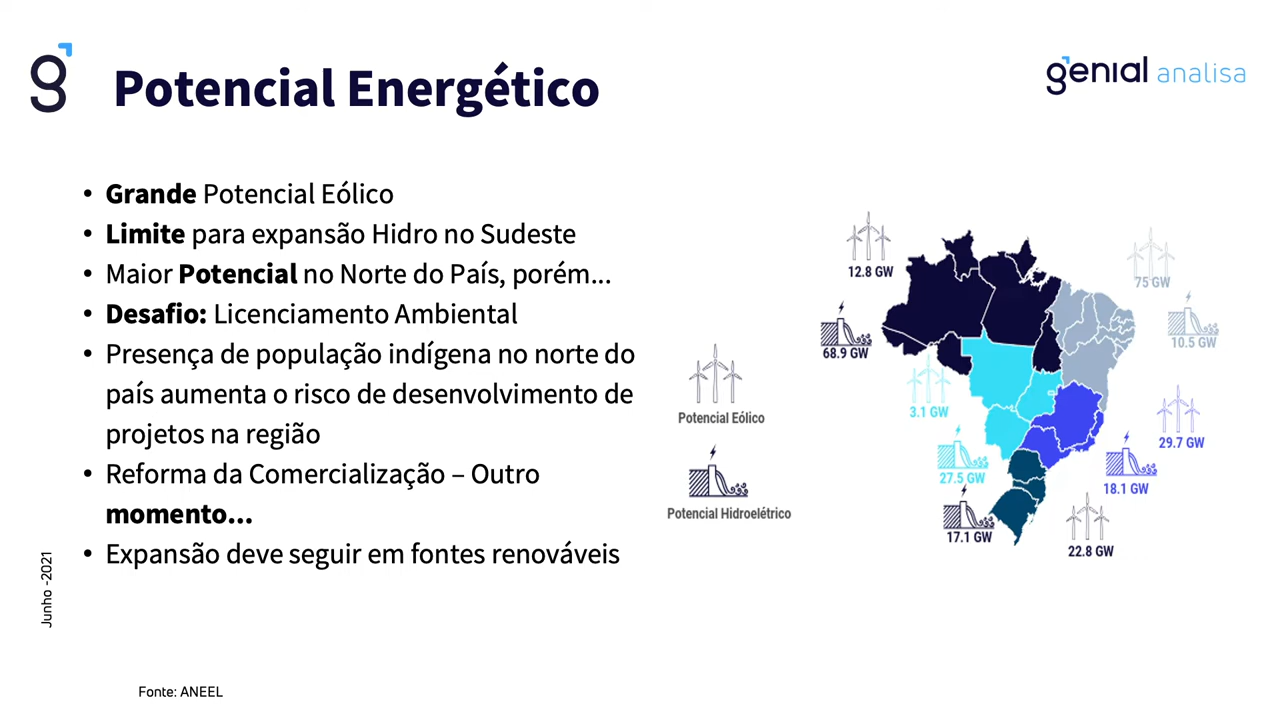 g
Potencial Energético
genial analisa
• Grande Potencial Eólico
• Limite para expansão Hidro no Sudeste
• Maior Potencial no Norte do País, porém...
• Desafio: Licenciamento Ambiental
• Presença de população indígena no norte do
país aumenta o risco de desenvolvimento de
projetos na região
• Reforma da Comercialização – Outro
momento...
• Expansão deve seguir em fontes renováveis
Potencial Eólico
Potencial Hidroelétrico
12.8 GW
68.9 GW
75 GW
10.5 GW
3.1 GW
27.5 GW
29.7 GW
18.1 GW
17.1 GW
22.8 GW
Junho -2021
Fonte: ANEEL